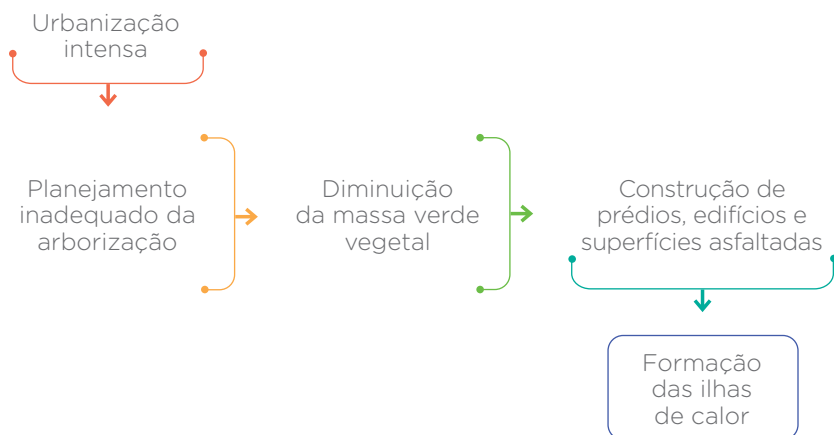 Urbanização
intensa
Planejamento
inadequado da
arborização
Diminuição
da massa verde
vegetal
Construção de
prédios, edifícios e
superfícies asfaltadas
Formação
das ilhas
de calor